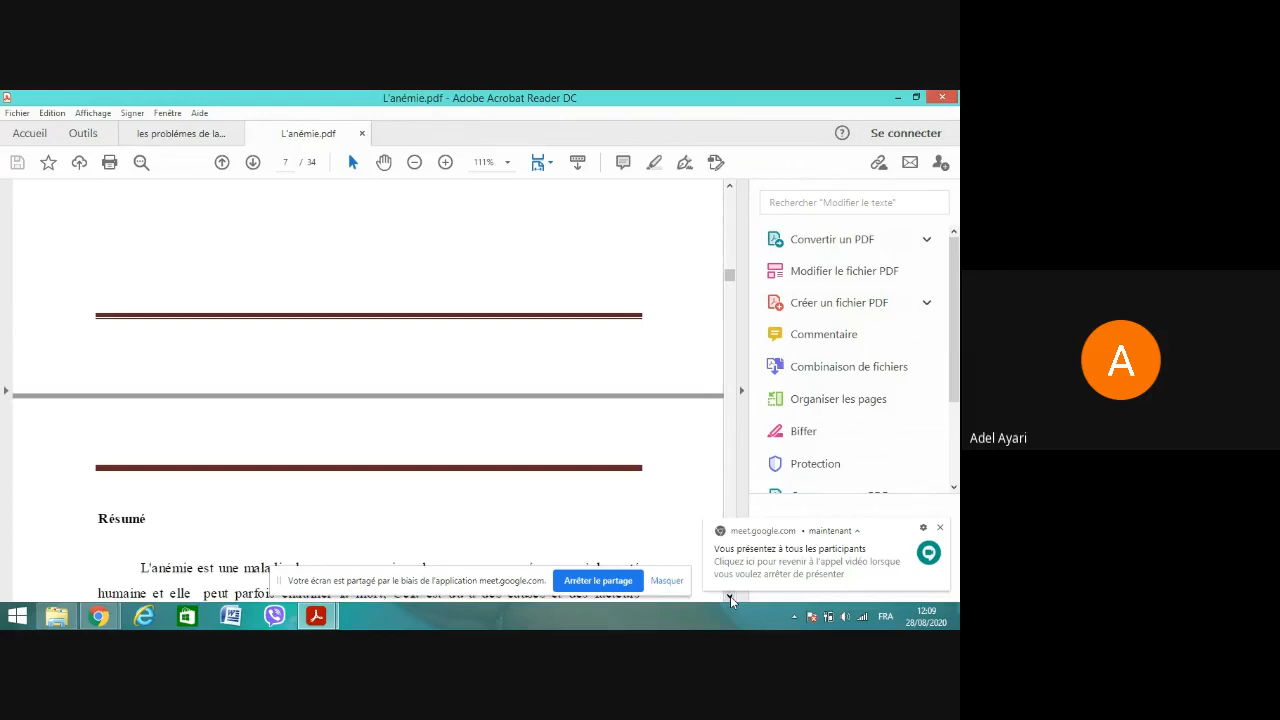 L'anémie.pdf - Adobe Acrobat Reader DC
Fichier Edition Affichage Signer Fenêtre Aide
Accueil Outils les problèmes de la... L'anémie.pdf × Se connecter
7 / 34 111%
Rechercher "Modifier le texte"
Convertir un PDF
Modifier le fichier PDF
Créer un fichier PDF
Commentaire
Combinaison de fichiers
Organiser les pages
Biffer
Protection
Résumé
L'anémie est une
humaine et elle peut parfois
meet.google.com • maintenant
Vous présentez à tous les participants
Cliquez ici pour revenir à l'appel vidéo lorsque
vous voulez arrêter de présenter
Votre écran est partagé par le biais de l'application meet.google.com.
Arrêter le partage
Masquer
FRA
12:09
28/08/2020
A
Adel Ayari